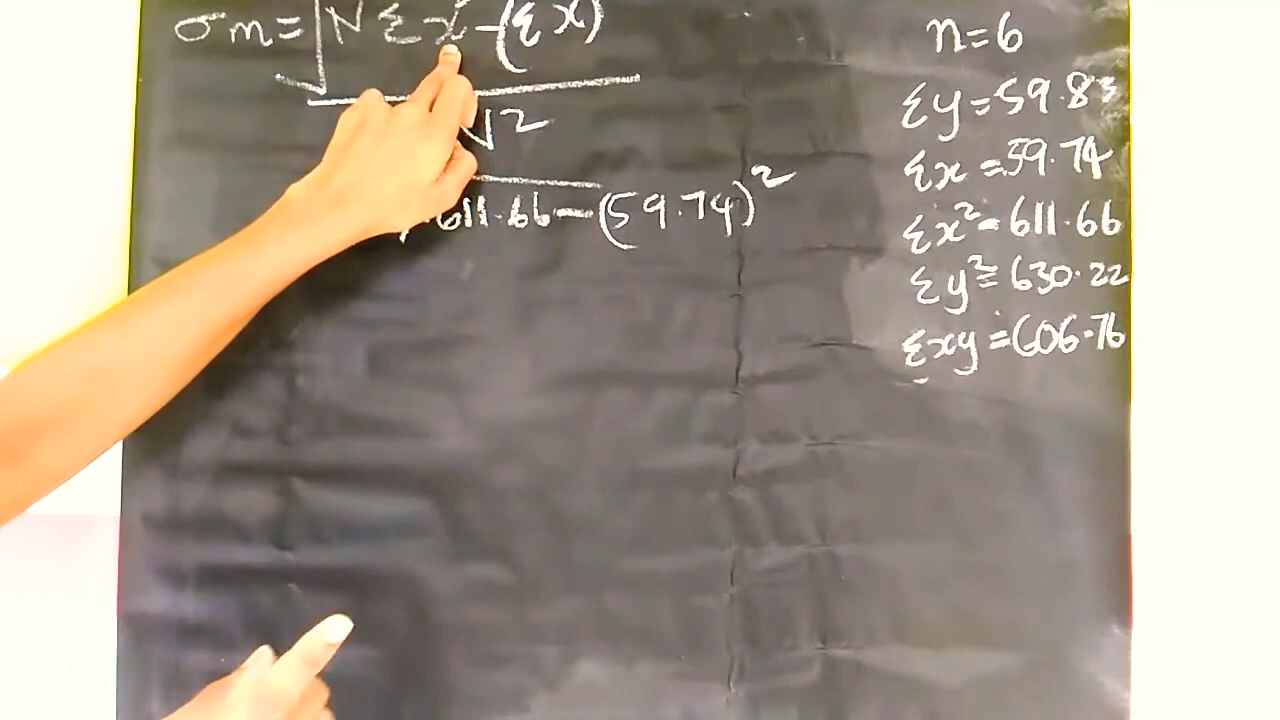 σm=√NΣx²-(Σx)
N²
611.66-(59.74)²
n=6
Σy=59.83
Σx=59.74
Σx²=611.66
Σy²=630.22
Σxy=606.76